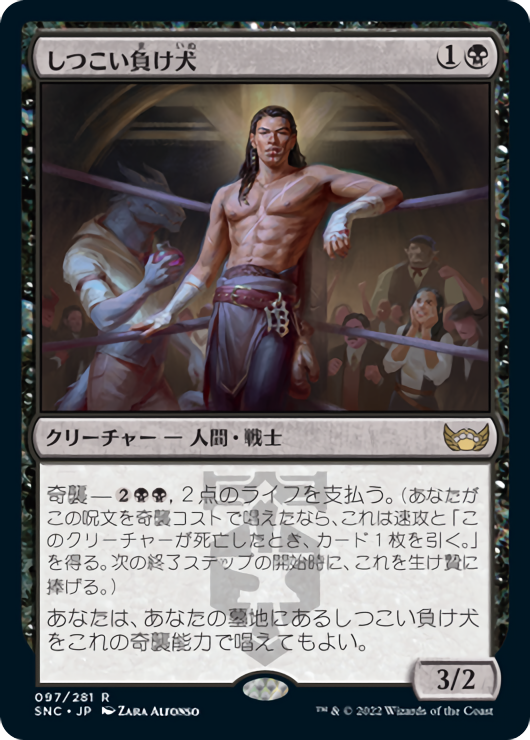 しつこい負け犬
ま いぬ
1
クリーチャー — 人間・戦士
奇襲 — 2, 2点のライフを支払う。(あなたが
この呪文を奇襲コストで唱えたなら、これは速攻と「こ
のクリーチャーが死亡したとき、カード1枚を引く。」
を得る。次の終了ステップの開始時に、これを生け贄に
捧げる。)
あなたは、あなたの墓地にあるしつこい負け犬
をこれの奇襲能力で唱えてもよい。
3/2
097/281 R
SNC • JP Zara Alfonso
™ & © 2022 Wizards of the Coast